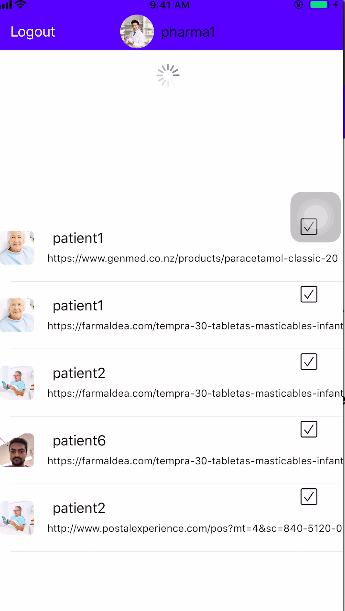 9:41 AM
Logout
pharma1
patient1
https://www.genmed.co.nz/products/paracetamol-classic-20
patient1
https://farmaldea.com/tempra-30-tabletas-masticables-infant
patient2
https://farmaldea.com/tempra-30-tabletas-masticables-infant
patient6
https://farmaldea.com/tempra-30-tabletas-masticables-infant
patient2
http://www.postalexperience.com/pos?mt=4&sc=840-5120-0